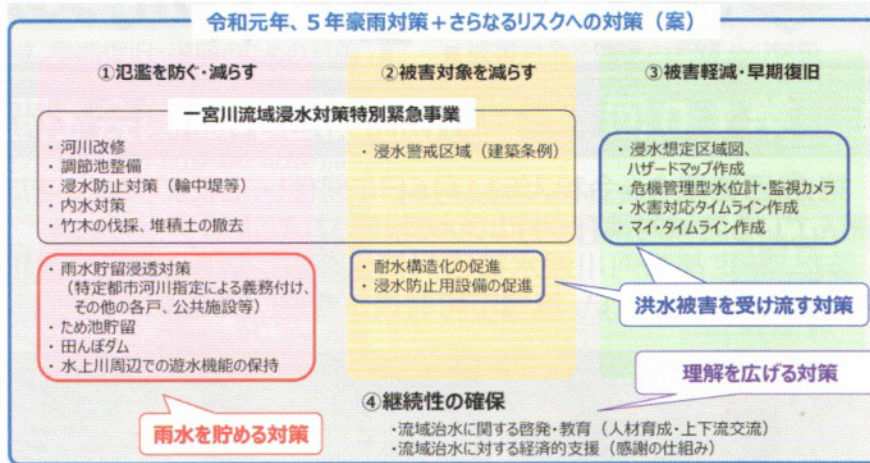 令和元年、５年豪雨対策＋さらなるリスクへの対策（案）
①氾濫を防ぐ・減らす
②被害対象を減らす
③被害軽減・早期復旧
一宮川流域浸水対策特別緊急事業
・河川改修
・調節池整備
・浸水防止対策（輪中堤等）
・内水対策
・竹木の伐採、堆積土の撤去
・浸水警戒区域（建築条例）
・浸水想定区域図、
ハザードマップ作成
・危機管理型水位計・監視カメラ
・水害対応タイムライン作成
・マイ・タイムライン作成
・雨水貯留浸透対策
（特定都市河川指定による義務付け、
その他の各戸、公共施設等）
・ため池貯留
・田んぼダム
・水上川周辺での遊水機能の保持
・耐水構造化の促進
・浸水防止用設備の促進
洪水被害を受け流す対策
理解を広げる対策
④継続性の確保
・流域治水に関する啓発・教育（人材育成・上下流交流）
・流域治水に対する経済的支援（感謝の仕組み）
雨水を貯める対策